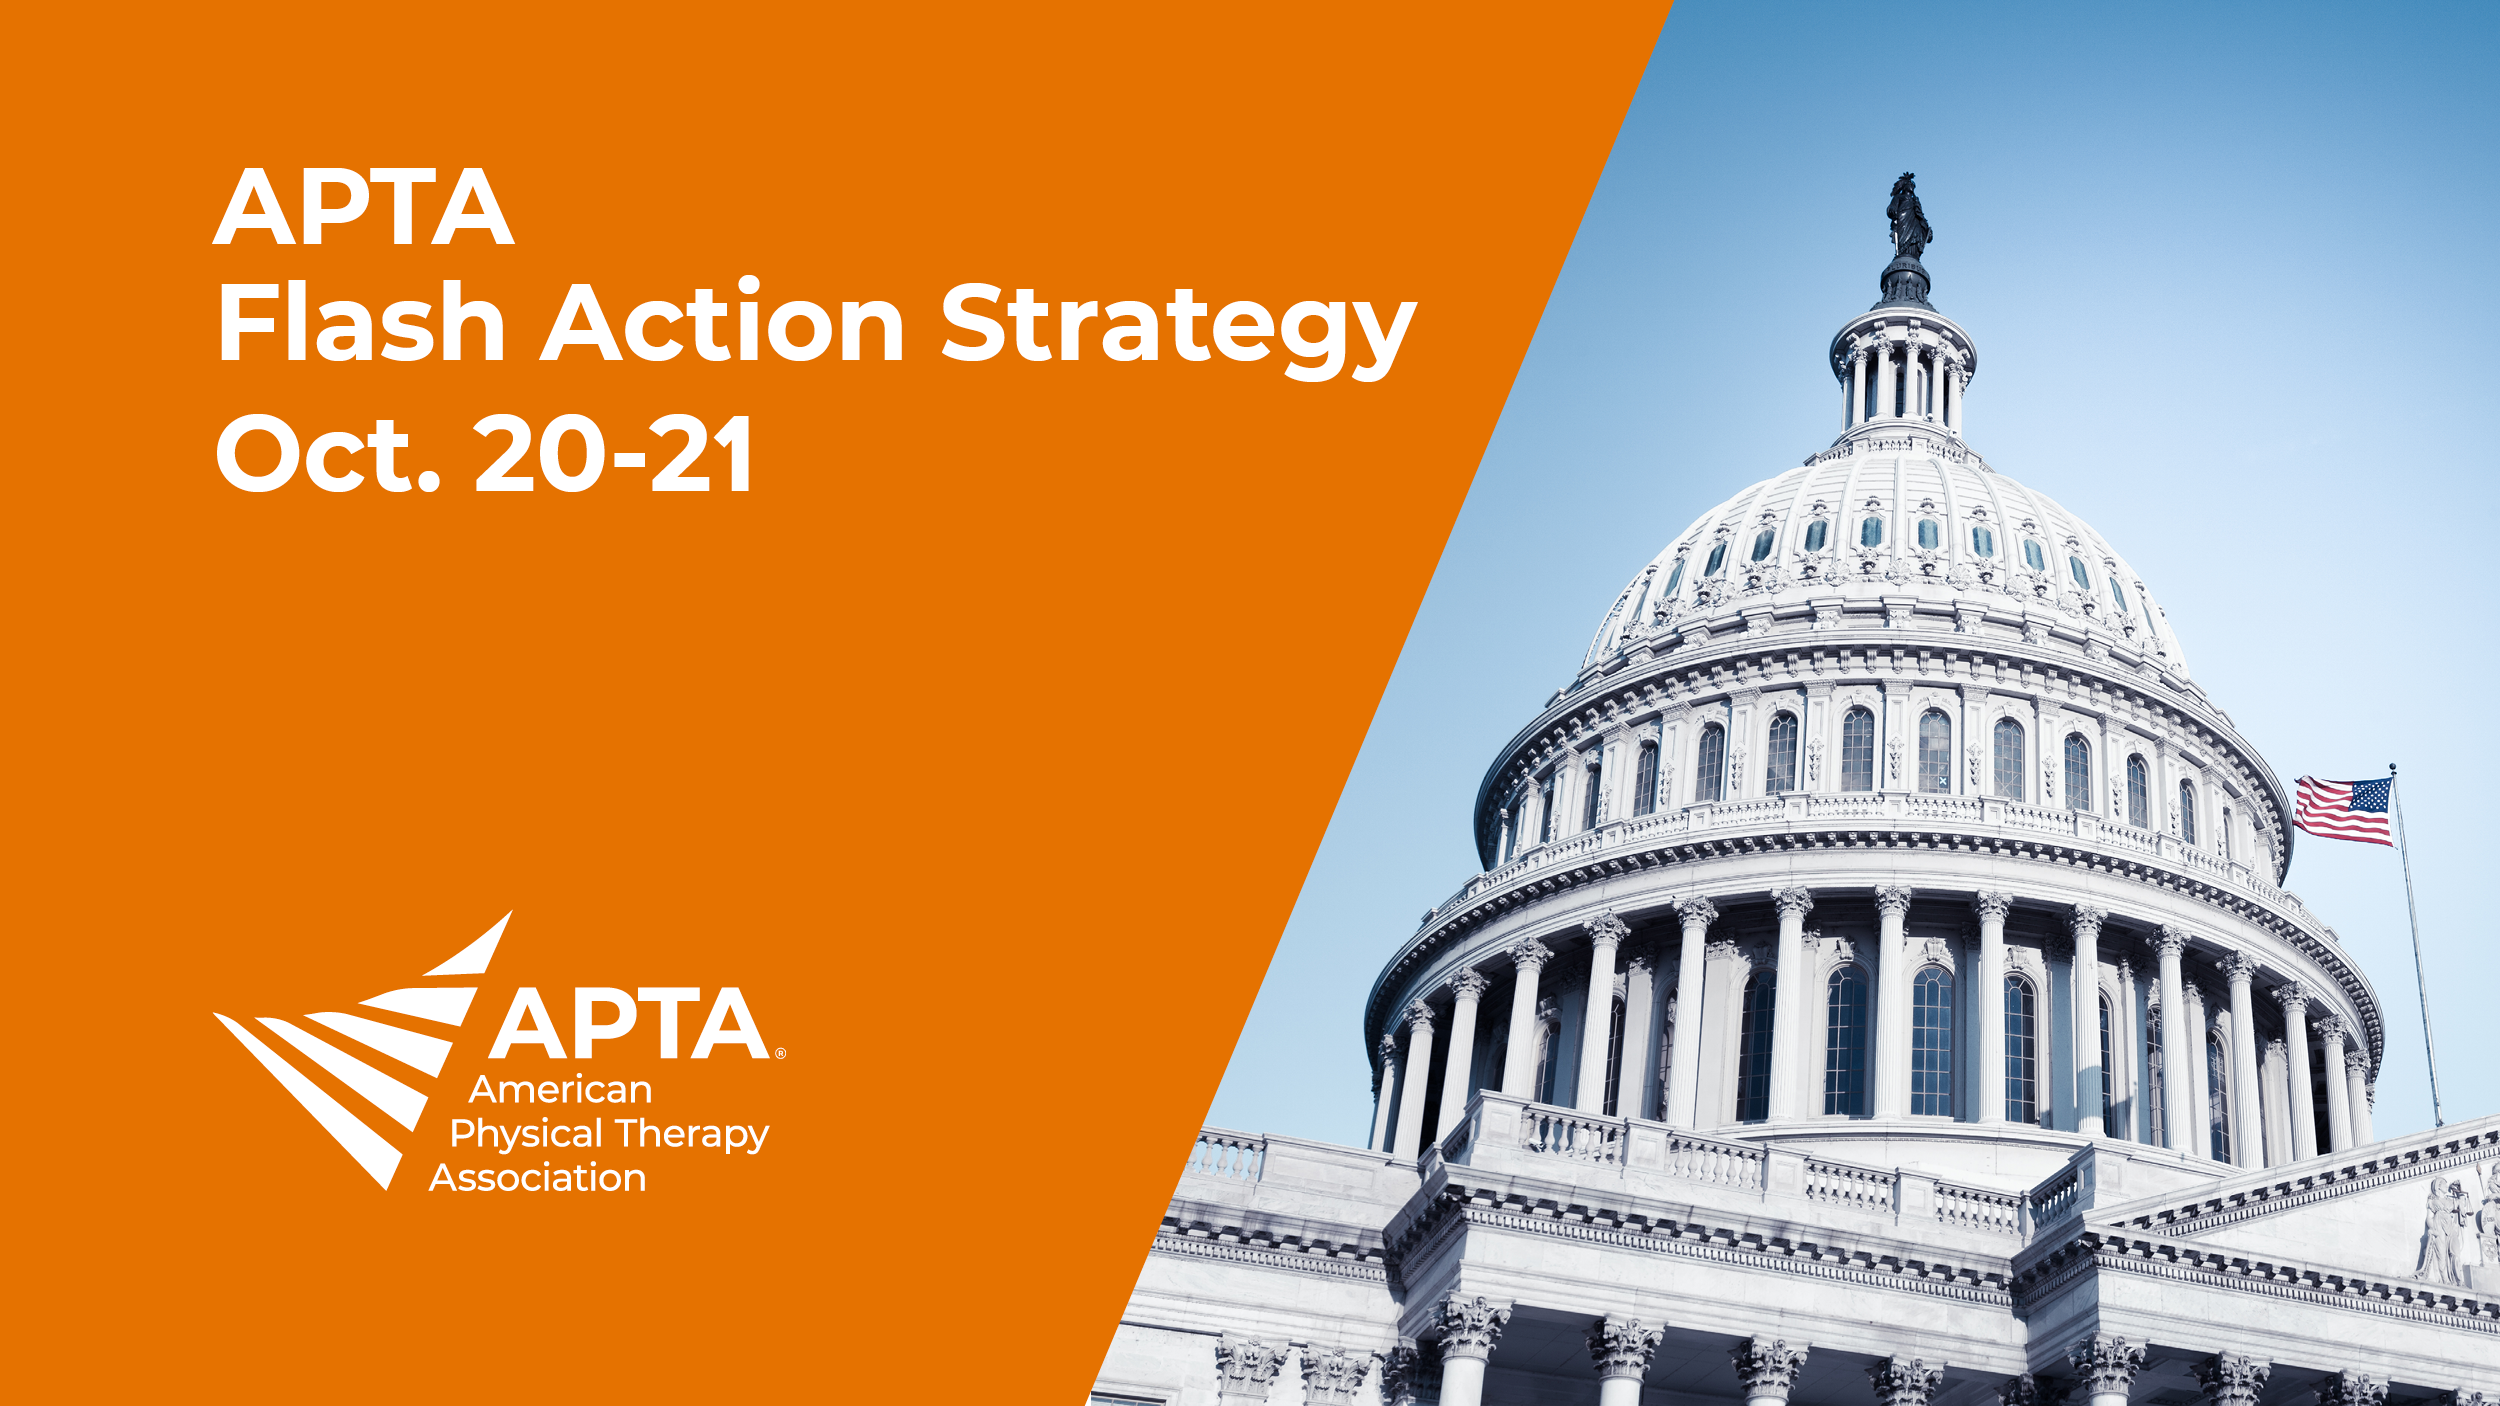 APTA
Flash Action Strategy
Oct. 20-21
APTA®
American
Physical Therapy
Association